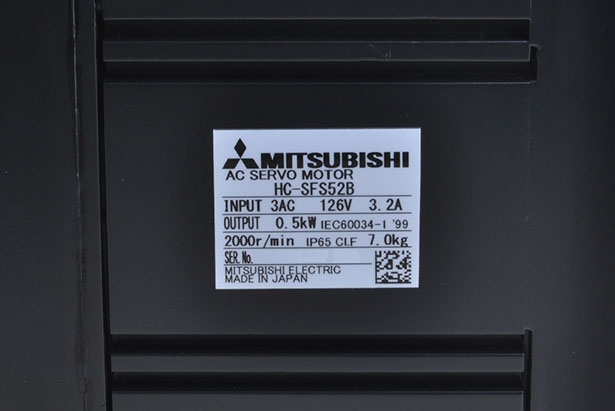 MITSUBISHI
AC SERVO MOTOR
HC-SFS52B
INPUT 3AC 126V 3.2A
OUTPUT 0.5kW IEC60034-1 '99
2000r/min IP65 CLF 7.0kg
SER.No.
MITSUBISHI ELECTRIC
MADE IN JAPAN